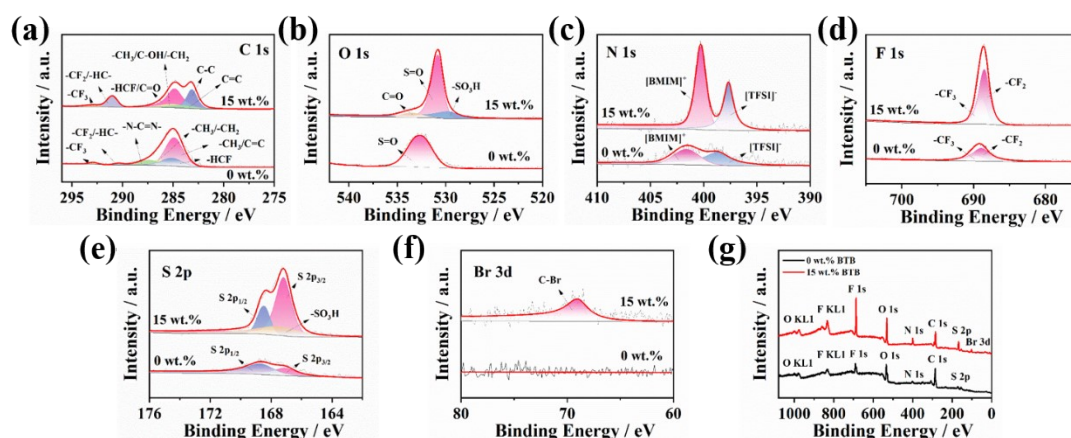 (a)
C 1s
-CH₃/C-OH/-CH₂
C-C
-CF₂/-HC-
-HCF/C=O
C=C
-CF₃
15 wt.%
-CF₂/-HC-
-N-C=N-
-CH₃/-CH₂
-CF₃
-CH₃/C=C
-HCF
0 wt.%
Intensity / a.u.
295 290 285 280 275
Binding Energy / eV
(b)
O 1s
S=O
C=O
-SO₃H
15 wt.%
S=O
0 wt.%
Intensity / a.u.
540 530 520
Binding Energy / eV
(c)
N 1s
[BMIM]⁺
[TFSI]⁻
15 wt.%
[BMIM]⁺
0 wt.%
[TFSI]⁻
Intensity / a.u.
410 400 390
Binding Energy / eV
(d)
F 1s
-CF₃
-CF₂
15 wt.%
-CF₃
-CF₂
0 wt.%
Intensity / a.u.
700 690 680
Binding Energy / eV
(e)
S 2p
S 2p₃/₂
S 2p₁/₂
-SO₃H
15 wt.%
S 2p₁/₂
S 2p₃/₂
0 wt.%
Intensity / a.u.
176 172 168 164
Binding Energy / eV
(f)
Br 3d
C-Br
15 wt.%
0 wt.%
Intensity / a.u.
80 70 60
Binding Energy / eV
(g)
0 wt.% BTB
15 wt.% BTB
F 1s
O KL1
F KL1
O 1s
N 1s
C 1s
S 2p
Br 3d
O KL1
F KL1
F 1s
O 1s
N 1s
C 1s
S 2p
Intensity / a.u.
1000 800 600 400 200 0
Binding Energy / eV